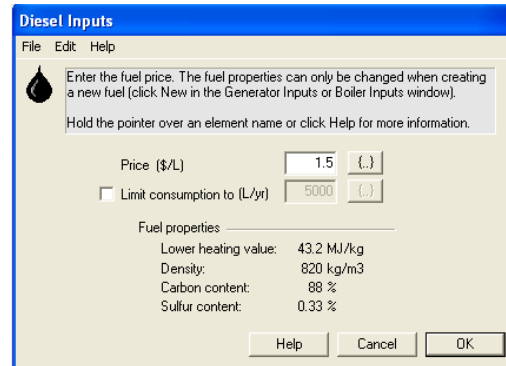 Diesel Inputs
File Edit Help
Enter the fuel price. The fuel properties can only be changed when creating
a new fuel (click New in the Generator Inputs or Boiler Inputs window).
Hold the pointer over an element name or click Help for more information.
Price ($/L) 1.5 {..}
Limit consumption to (L/yr) 5000 {..}
Fuel properties
Lower heating value: 43.2 MJ/kg
Density: 820 kg/m3
Carbon content: 88 %
Sulfur content: 0.33 %
Help Cancel OK